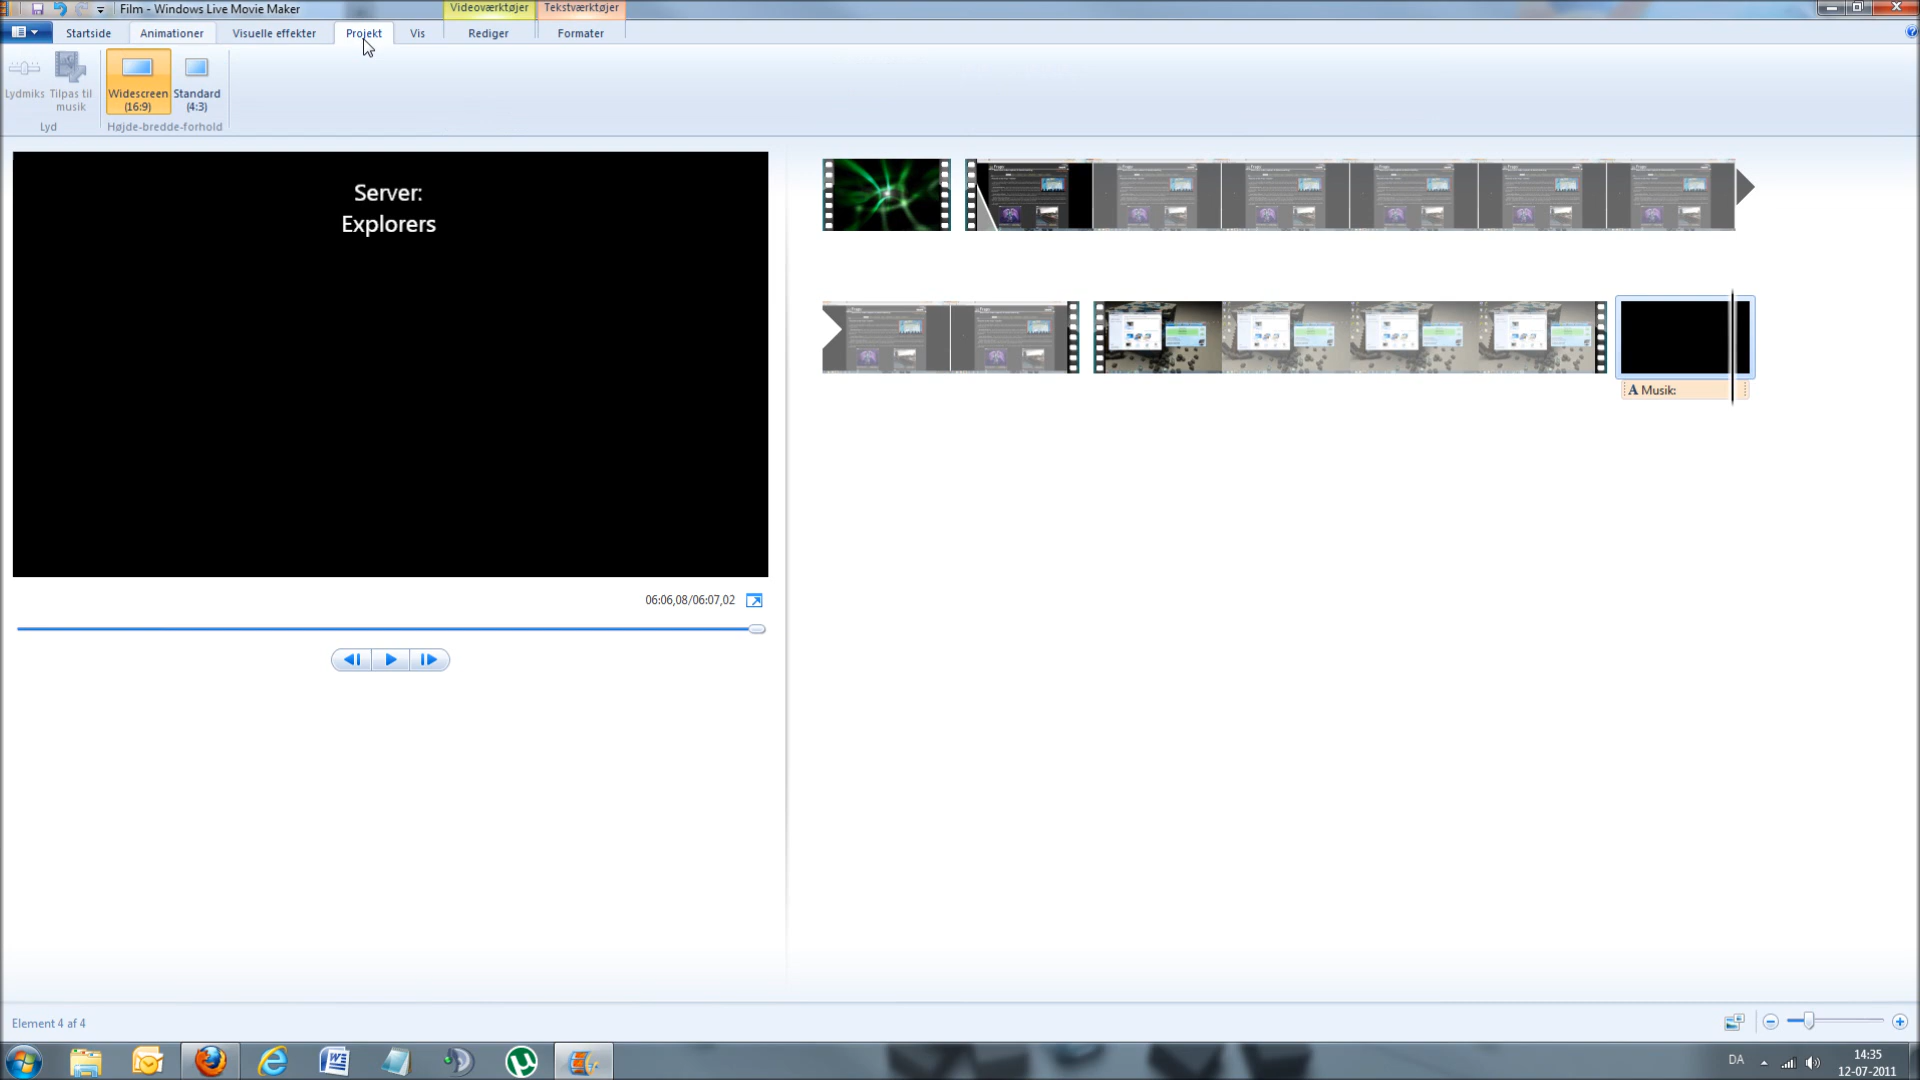 Film - Windows Live Movie Maker
Videoværktøjer
Tekstværktøjer
Startside
Animationer
Visuelle effekter
Projekt
Vis
Rediger
Formater
Lydmiks
Tilpas til
musik
Widescreen
(16:9)
Standard
(4:3)
Lyd
Højde-bredde-forhold
Server:
Explorers
A Musik:
06:06,08/06:07,02
Element 4 af 4
DA
14:35
12-07-2011